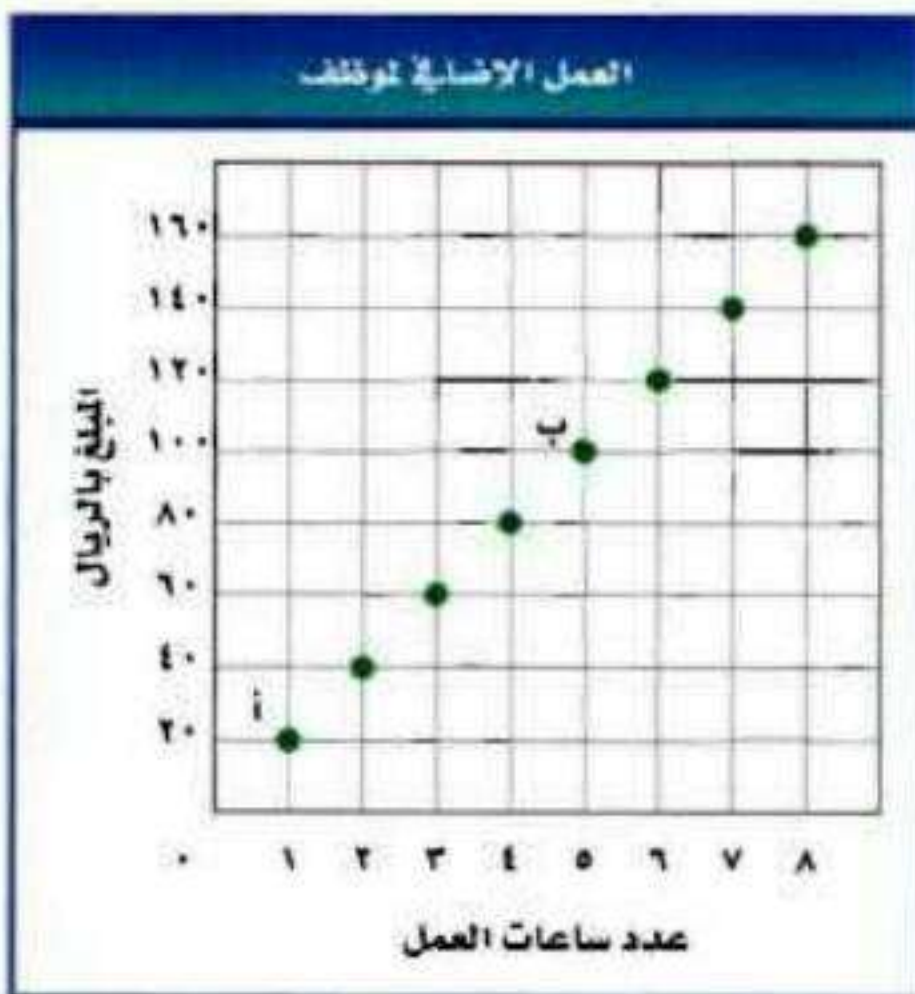 العمل الإضافي لموظف
المبلغ بالريال
١٦٠
١٤٠
١٢٠
١٠٠
٨٠
٦٠
٤٠
٢٠
ب
أ
٠ ١ ٢ ٣ ٤ ٥ ٦ ٧ ٨
عدد ساعات العمل